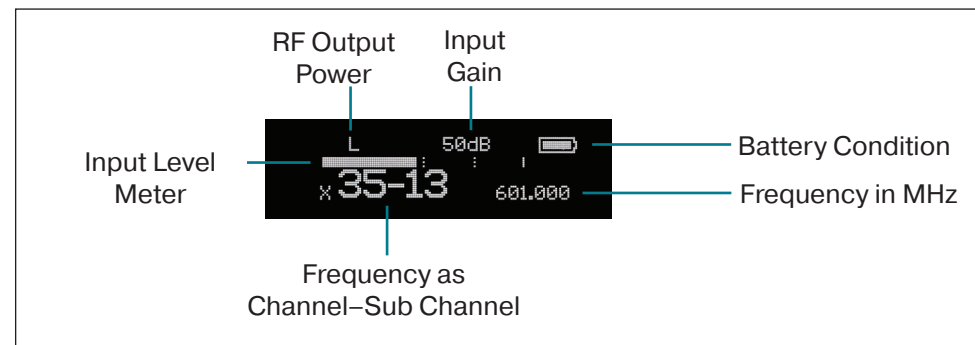 RF Output
Power
Input
Gain
L 50dB
Input Level
Meter
Battery Condition
X 35-13 601.000
Frequency in MHz
Frequency as
Channel–Sub Channel